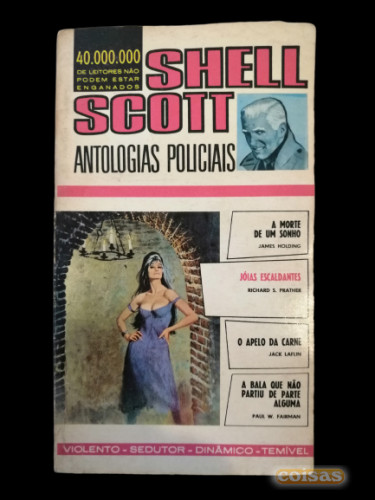 40.000.000
DE LEITORES NÃO
PODEM ESTAR
ENGANADOS
SHELL
SCOTT
ANTOLOGIAS POLICIAIS
A MORTE
DE UM SONHO
JAMES HOLDING
JÓIAS ESCALDANTES
RICHARD S. PRATHER
O APELO DA CARNE
JACK LAFLIN
A BALA QUE NÃO
PARTIU DE PARTE
ALGUMA
PAUL W. FAIRMAN
VIOLENTO - SEDUTOR - DINÂMICO - TEMÍVEL
coisas